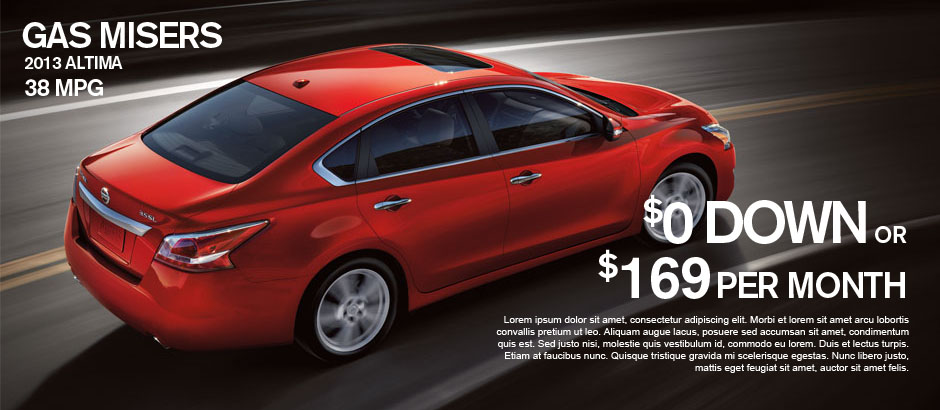 GAS MISERS
2013 ALTIMA
38 MPG
3.5 SL
$0 DOWN OR
$169 PER MONTH
Lorem ipsum dolor sit amet, consectetur adipiscing elit. Morbi et lorem sit amet arcu lobortis
convallis pretium ut leo. Aliquam augue lacus, posuere sed accumsan sit amet, condimentum
quis est. Sed justo nisi, molestie quis vestibulum id, commodo eu lorem. Duis et lectus turpis.
Etiam at faucibus nunc. Quisque tristique gravida mi scelerisque egestas. Nunc libero justo,
mattis eget feugiat sit amet, auctor sit amet felis.